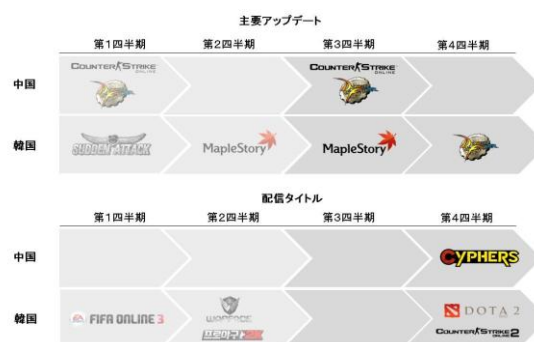 主要アップデート
第1四半期 第2四半期 第3四半期 第4四半期
中国
COUNTER STRIKE ONLINE
COUNTER STRIKE ONLINE
韓国
SUDDEN ATTACK
MapleStory
MapleStory
配信タイトル
第1四半期 第2四半期 第3四半期 第4四半期
中国
CYPHERS
韓国
EA FIFA ONLINE 3
WARFACE
DOTA 2
COUNTER STRIKE ONLINE 2